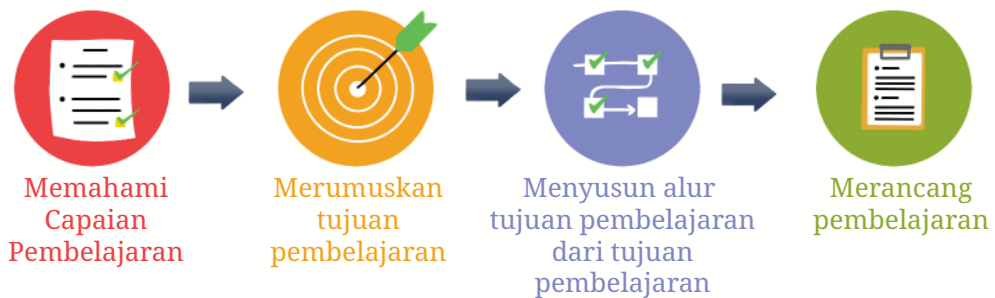 Memahami
Capaian
Pembelajaran
Merumuskan
tujuan
pembelajaran
Menyusun alur
tujuan pembelajaran
dari tujuan
pembelajaran
Merancang
pembelajaran